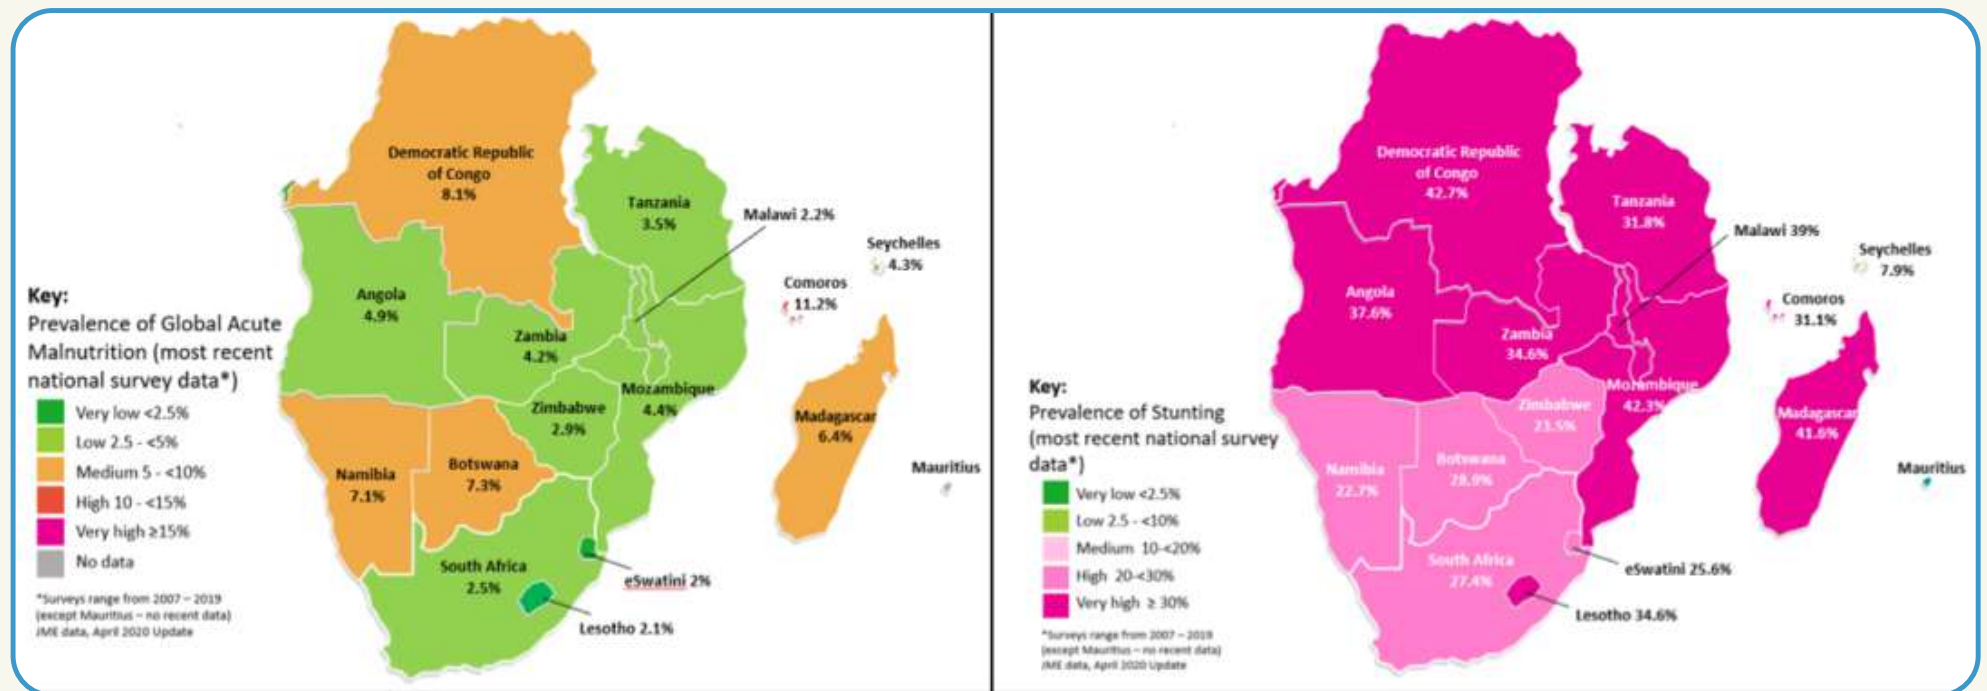 Democratic Republic
of Congo
8.1%
Tanzania
3.5%
Malawi 2.2%
Seychelles
4.3%
Comoros
11.2%
Angola
4.9%
Zambia
4.2%
Mozambique
4.4%
Zimbabwe
2.9%
Madagascar
6.4%
Mauritius
Namibia
7.1%
Botswana
7.3%
South Africa
2.5%
eSwatini 2%
Lesotho 2.1%
Key:
Prevalence of Global Acute
Malnutrition (most recent
national survey data*)
Very low <2.5%
Low 2.5 - <5%
Medium 5 - <10%
High 10 - <15%
Very high ≥15%
No data
*Surveys range from 2007 – 2019
(except Mauritius – no recent data)
JME data, April 2020 Update
Democratic Republic
of Congo
42.7%
Tanzania
31.8%
Malawi 39%
Seychelles
7.9%
Comoros
31.1%
Angola
37.6%
Zambia
34.6%
Mozambique
42.3%
Zimbabwe
23.5%
Madagascar
41.6%
Mauritius
Namibia
22.7%
Botswana
28.9%
South Africa
27.4%
eSwatini 25.6%
Lesotho 34.6%
Key:
Prevalence of Stunting
(most recent national survey
data*)
Very low <2.5%
Low 2.5 - <10%
Medium 10-<20%
High 20-<30%
Very high ≥ 30%
*Surveys range from 2007 – 2019
(except Mauritius – no recent data)
JME data, April 2020 Update